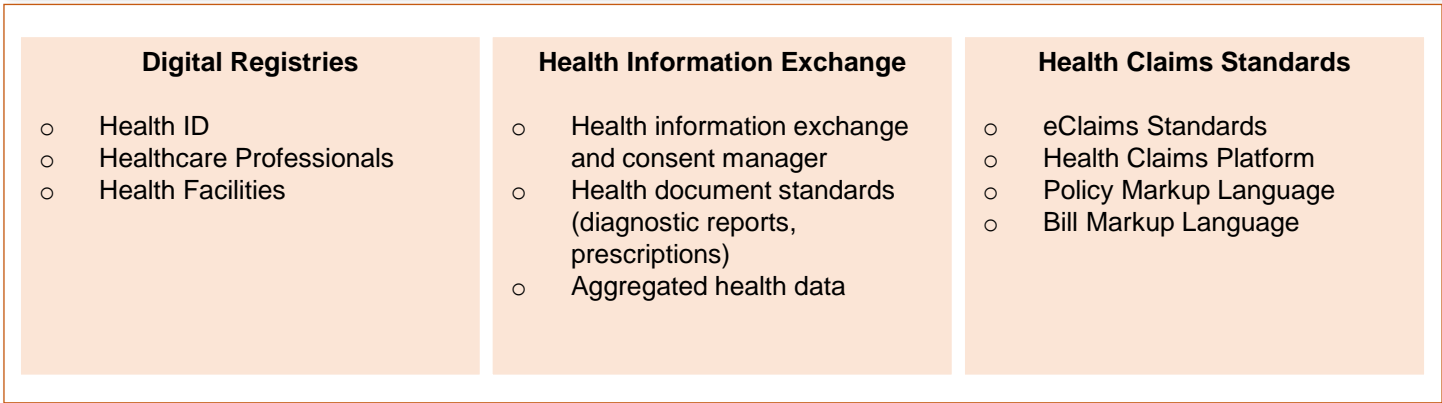 Digital Registries
o Health ID
o Healthcare Professionals
o Health Facilities
Health Information Exchange
o Health information exchange
and consent manager
o Health document standards
(diagnostic reports,
prescriptions)
o Aggregated health data
Health Claims Standards
o eClaims Standards
o Health Claims Platform
o Policy Markup Language
o Bill Markup Language